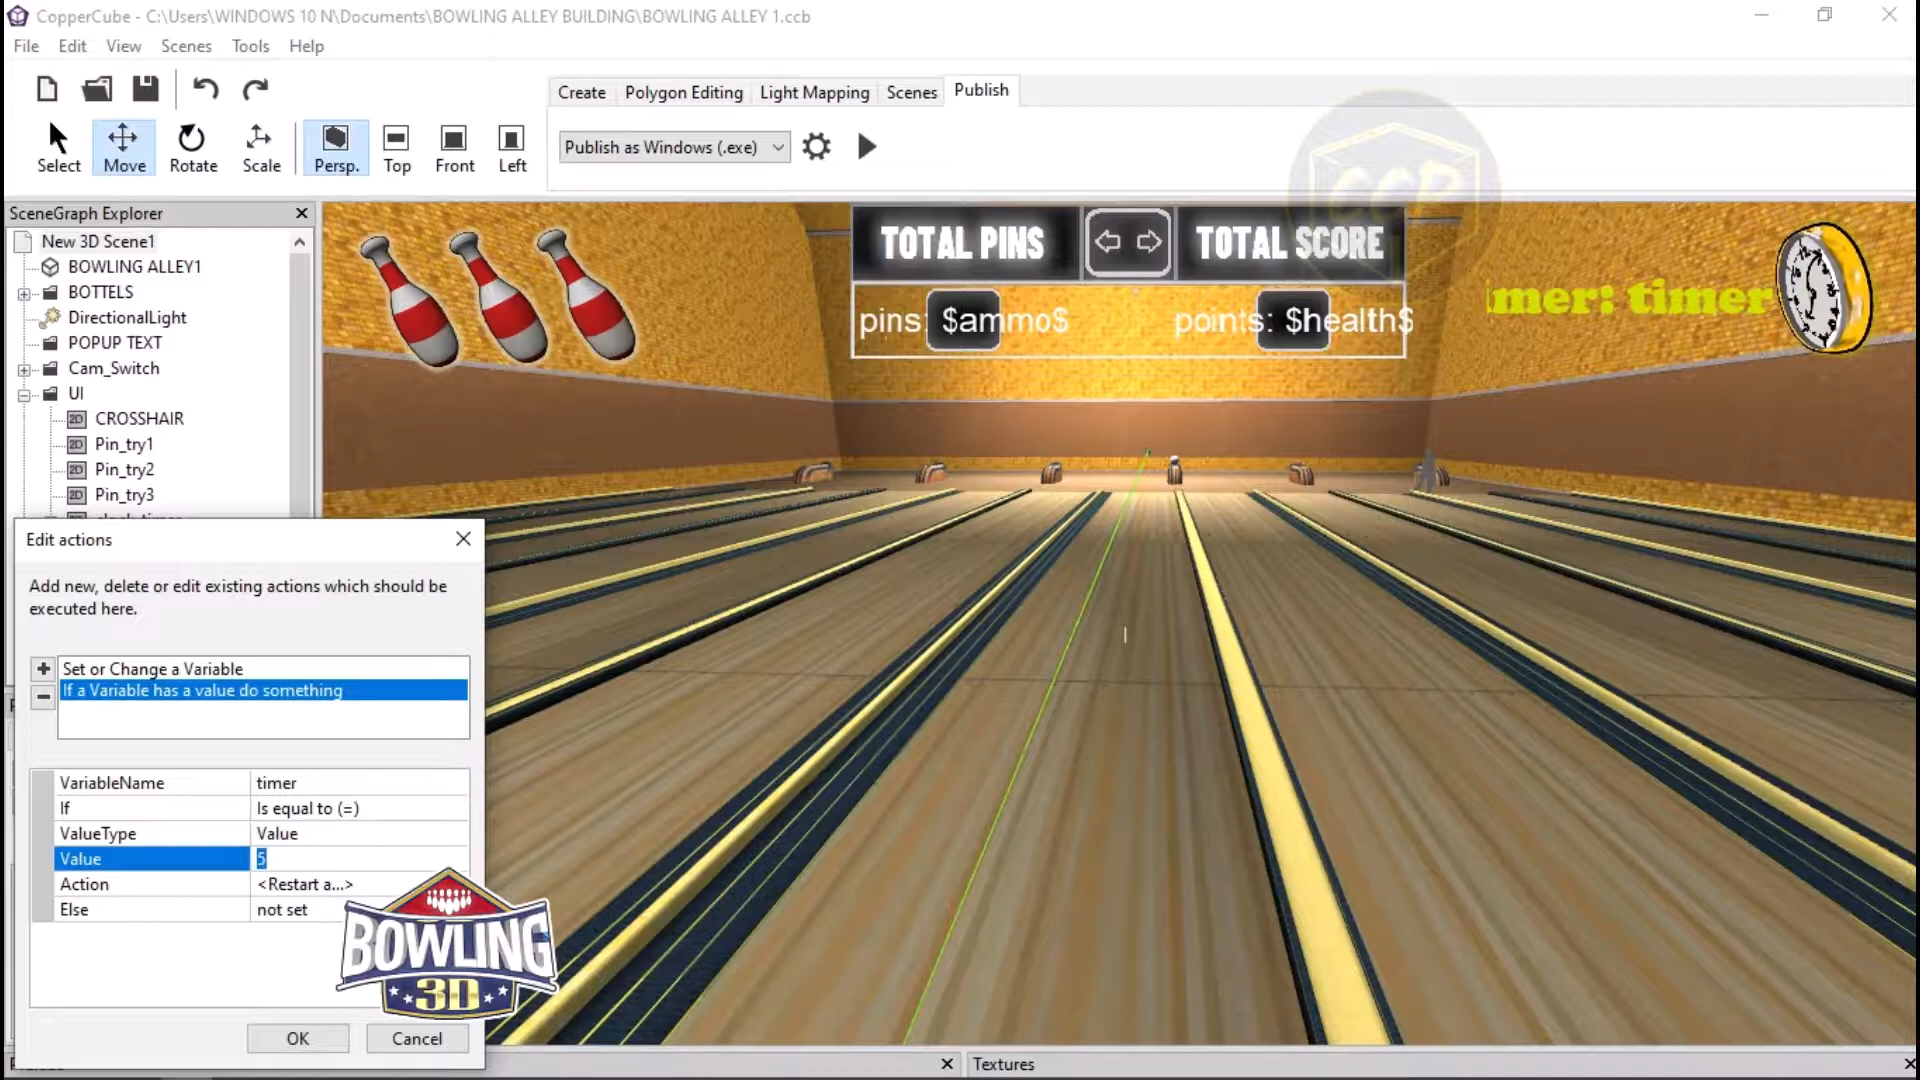 CopperCube - C:\Users\WINDOWS 10 N\Documents\BOWLING ALLEY BUILDING\BOWLING ALLEY 1.ccb
File Edit View Scenes Tools Help
Create Polygon Editing Light Mapping Scenes Publish
Select Move Rotate Scale Persp. Top Front Left
Publish as Windows (.exe)
CCP
SceneGraph Explorer
New 3D Scene1
BOWLING ALLEY1
BOTTELS
DirectionalLight
POPUP TEXT
Cam_Switch
UI
2D CROSSHAIR
2D Pin_try1
2D Pin_try2
2D Pin_try3
TOTAL PINS TOTAL SCORE
pins: $ammo$ points: $health$
mer: timer
Edit actions
Add new, delete or edit existing actions which should be
executed here.
Set or Change a Variable
If a Variable has a value do something
VariableName timer
If Is equal to (=)
ValueType Value
Value 5
Action <Restart a...>
Else not set
BOWLING
3D
OK Cancel
Textures